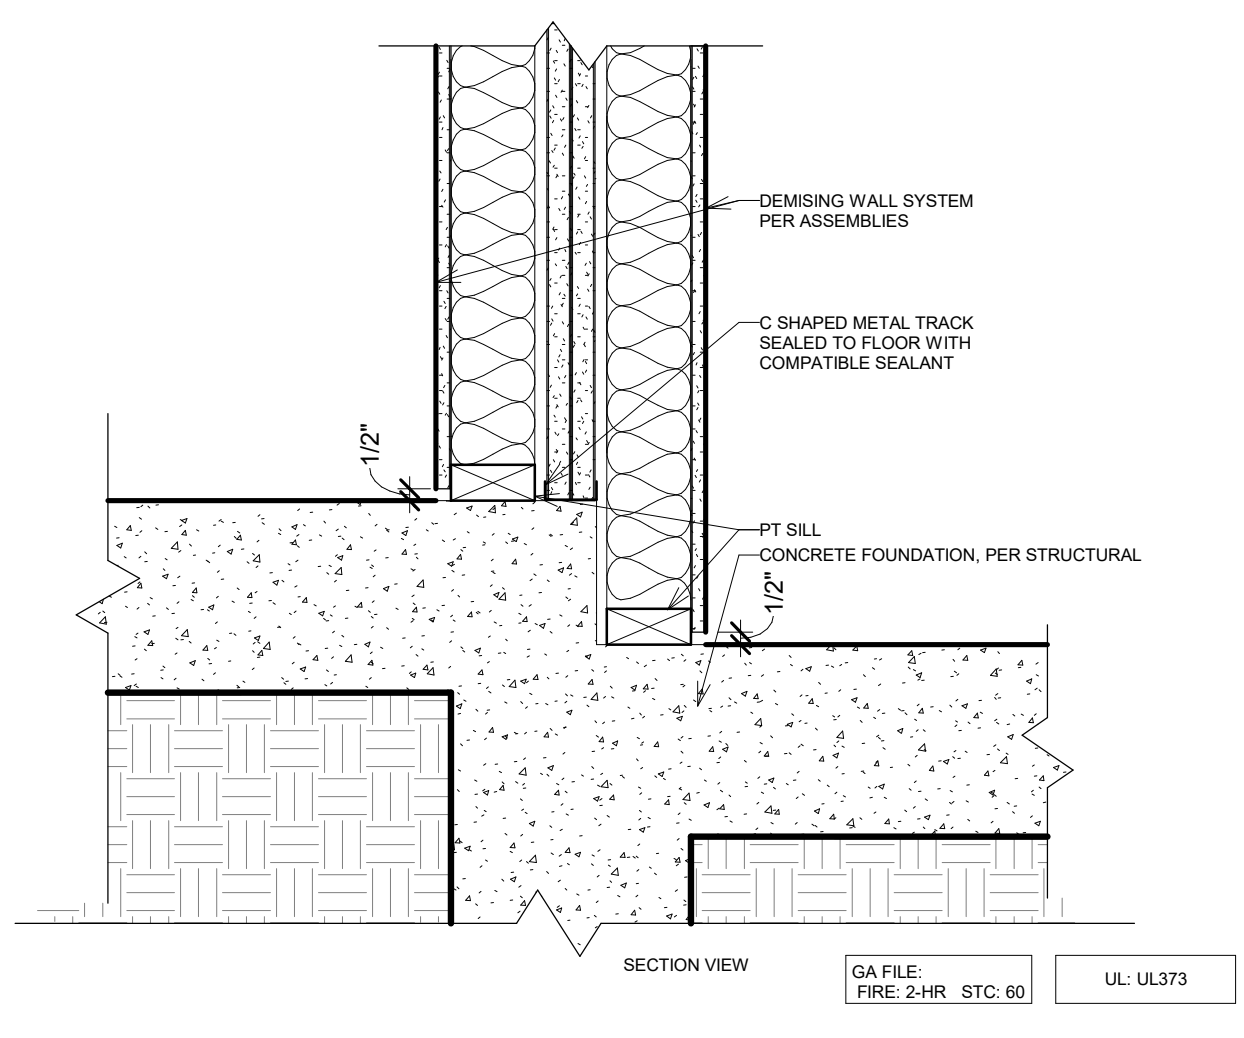 DEMISING WALL SYSTEM
PER ASSEMBLIES
C SHAPED METAL TRACK
SEALED TO FLOOR WITH
COMPATIBLE SEALANT
1/2"
PT SILL
CONCRETE FOUNDATION, PER STRUCTURAL
1/2"
SECTION VIEW
GA FILE:
FIRE: 2-HR STC: 60
UL: UL373